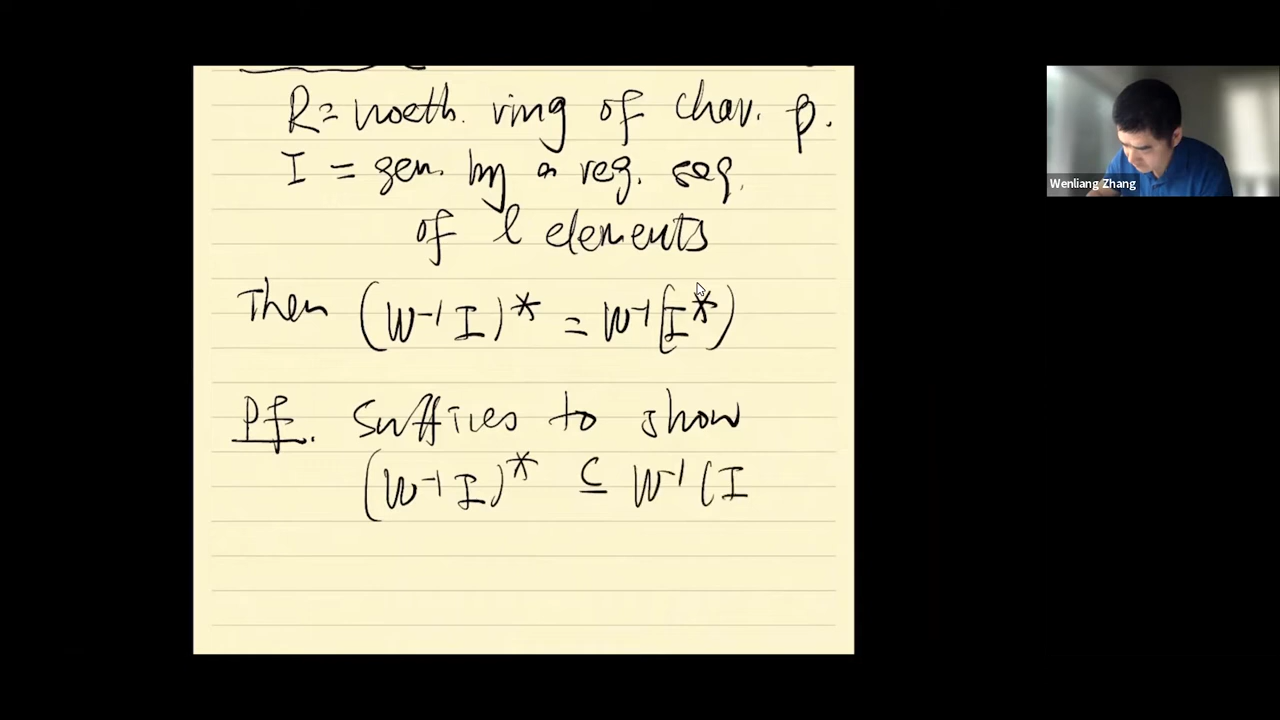 R = noeth. ring of char. p.
I = gen. by a reg. seq.
of l elements
Then (W⁻¹I)* = W⁻¹(I*)
Pf. Suffices to show
(W⁻¹I)* ⊆ W⁻¹(I
Wenliang Zhang